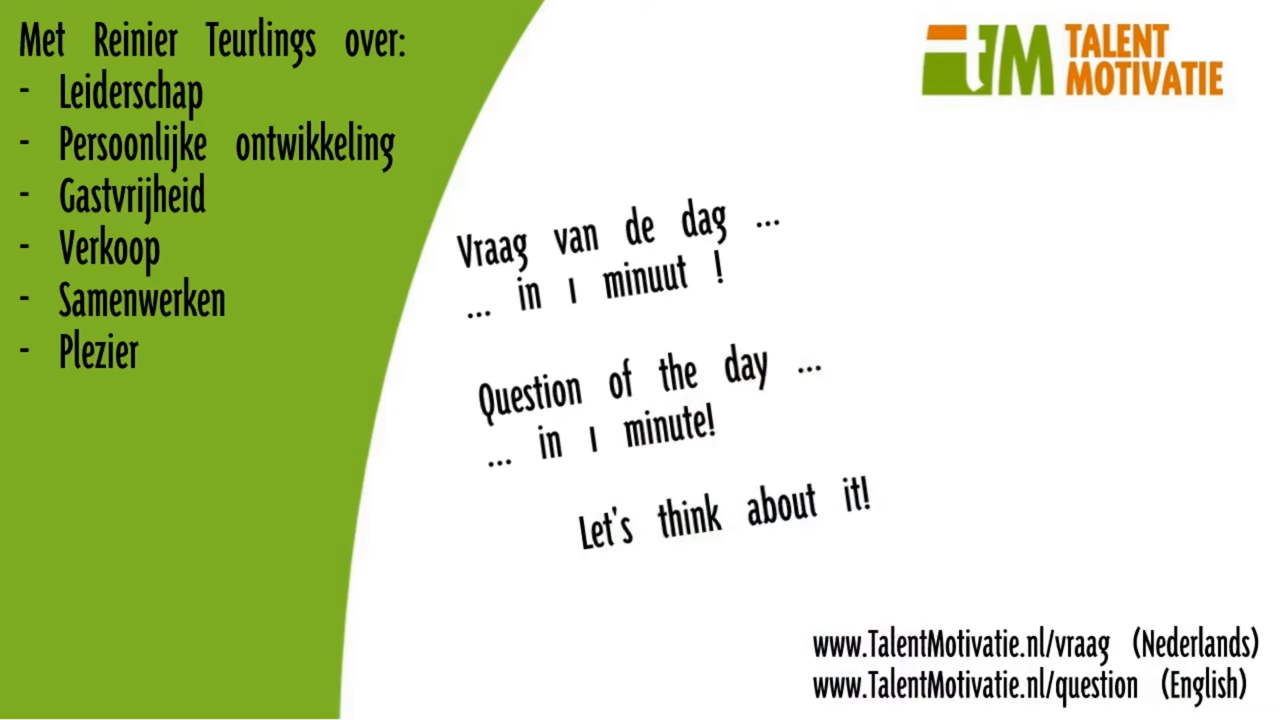 Met Reinier Teurlings over:
- Leiderschap
- Persoonlijke ontwikkeling
- Gastvrijheid
- Verkoop
- Samenwerken
- Plezier
tM TALENT
MOTIVATIE
Vraag van de dag ...
... in 1 minuut !
Question of the day ...
... in 1 minute!
Let's think about it!
www.TalentMotivatie.nl/vraag (Nederlands)
www.TalentMotivatie.nl/question (English)